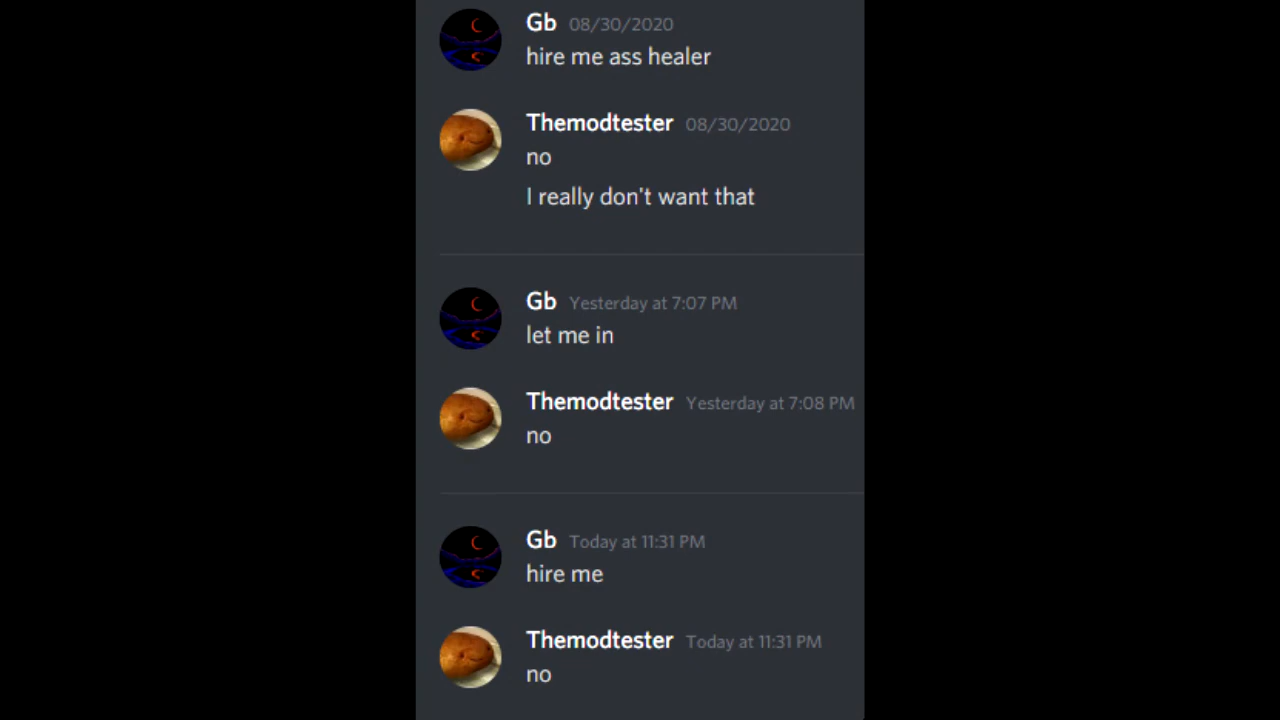 Gb 08/30/2020
hire me ass healer
Themodtester 08/30/2020
no
I really don't want that
Gb Yesterday at 7:07 PM
let me in
Themodtester Yesterday at 7:08 PM
no
Gb Today at 11:31 PM
hire me
Themodtester Today at 11:31 PM
no